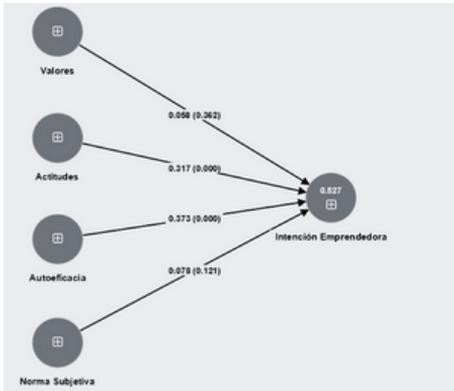 Valores
0.058 (0.362)
Actitudes
0.317 (0.000)
0.527
Intención Emprendedora
0.373 (0.000)
Autoeficacia
0.078 (0.121)
Norma Subjetiva